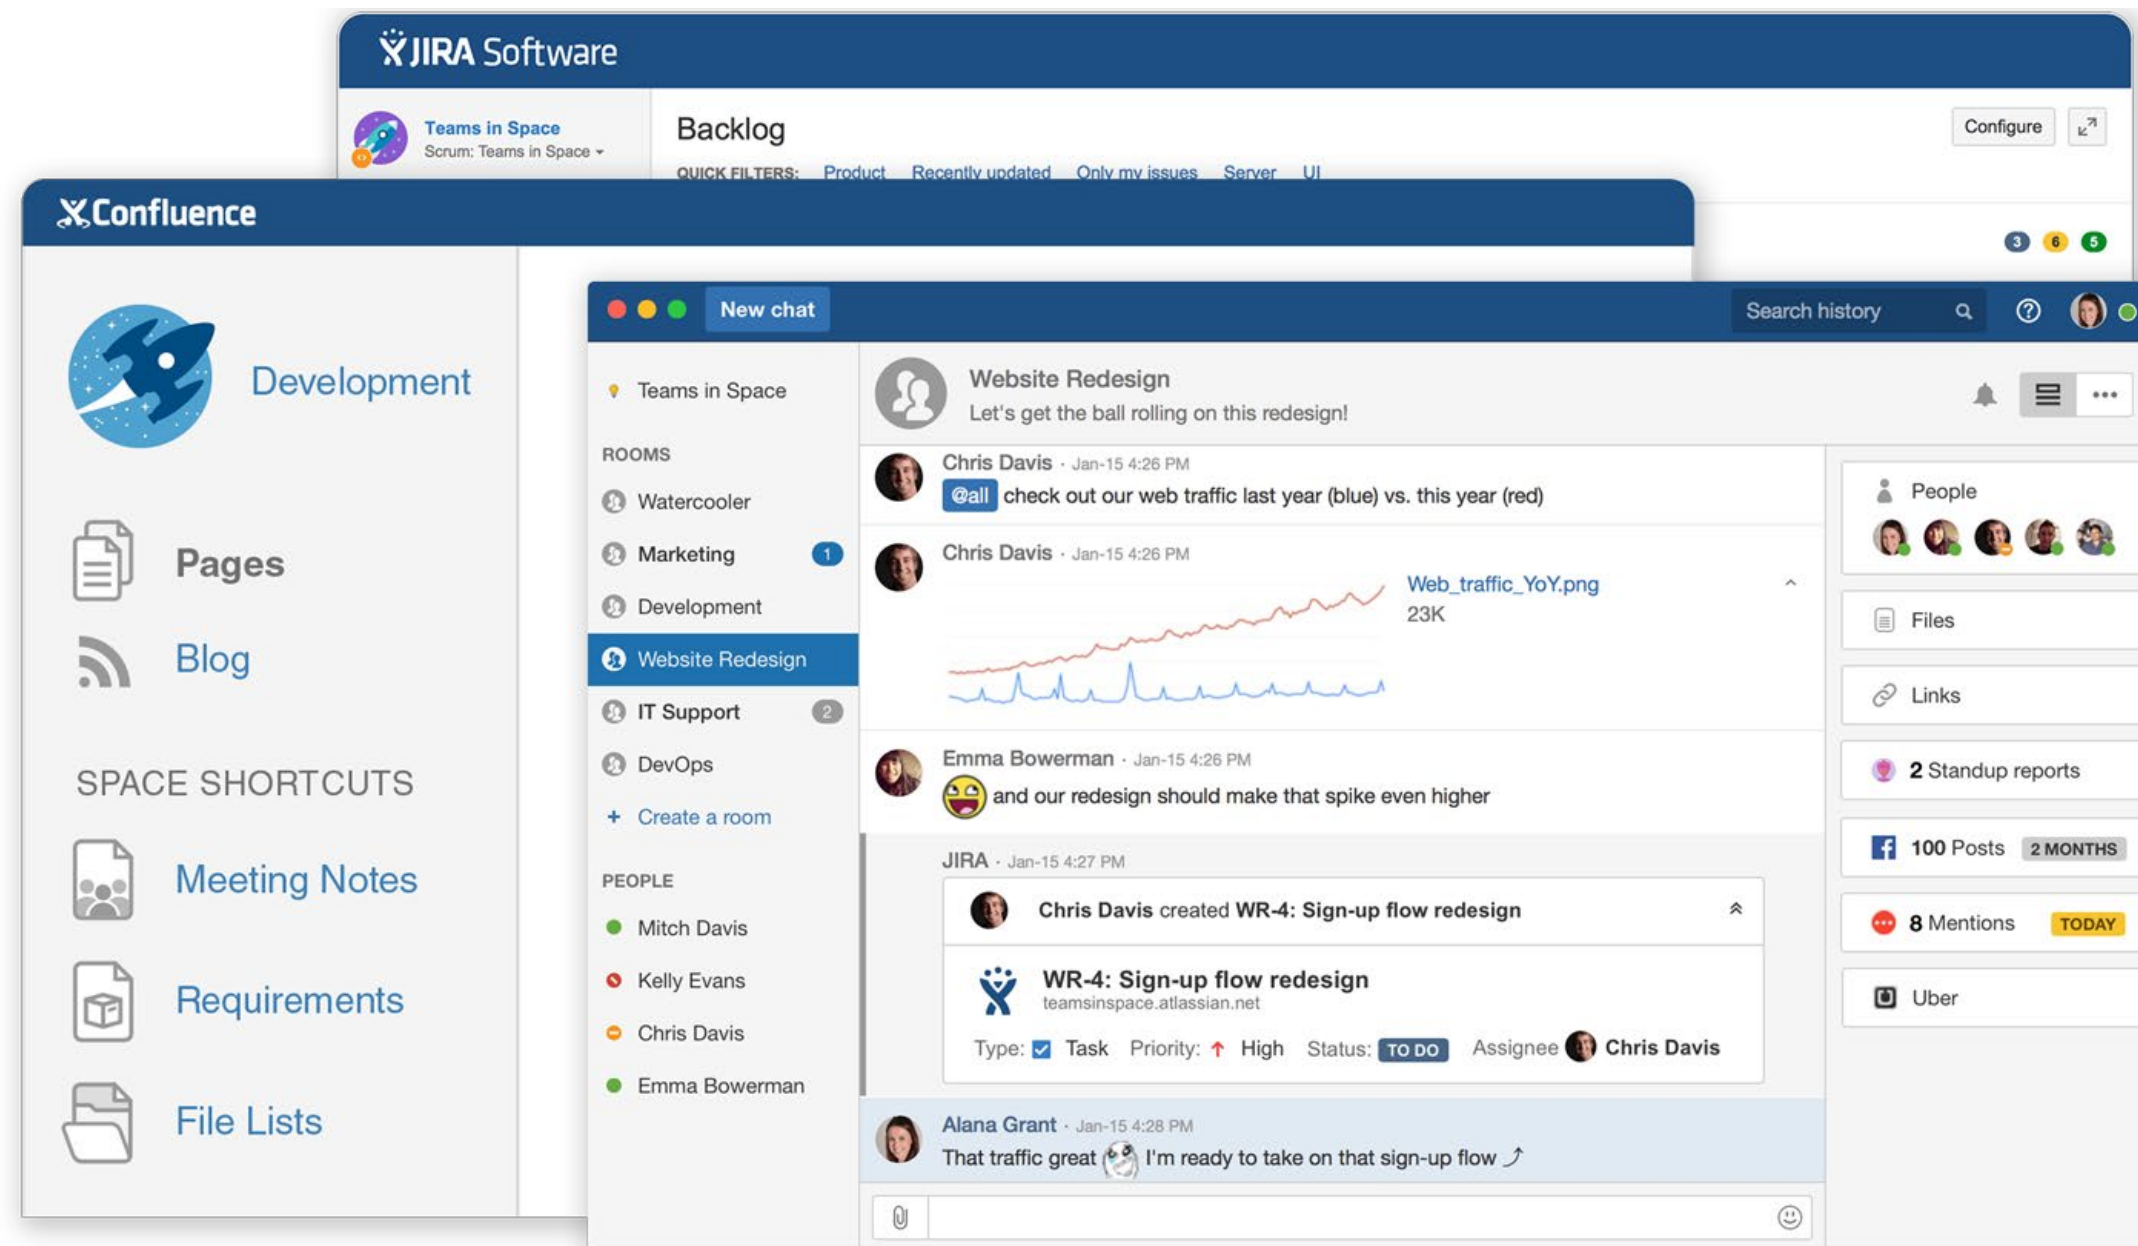 JIRA Software
Teams in Space
Scrum: Teams in Space
Backlog
Configure
QUICK FILTERS: Product Recently updated Only my issues Server UI
3 6 5
Confluence
Development
Pages
Blog
SPACE SHORTCUTS
Meeting Notes
Requirements
File Lists
New chat
Search history
Teams in Space
ROOMS
Watercooler
Marketing 1
Development
Website Redesign
IT Support 2
DevOps
+ Create a room
PEOPLE
Mitch Davis
Kelly Evans
Chris Davis
Emma Bowerman
Website Redesign
Let's get the ball rolling on this redesign!
Chris Davis · Jan-15 4:26 PM
@all check out our web traffic last year (blue) vs. this year (red)
Chris Davis · Jan-15 4:26 PM
Web_traffic_YoY.png
23K
Emma Bowerman · Jan-15 4:26 PM
and our redesign should make that spike even higher
JIRA · Jan-15 4:27 PM
Chris Davis created WR-4: Sign-up flow redesign
WR-4: Sign-up flow redesign
teamsinspace.atlassian.net
Type: Task Priority: High Status: TO DO Assignee Chris Davis
Alana Grant · Jan-15 4:28 PM
That traffic great I'm ready to take on that sign-up flow
People
Files
Links
2 Standup reports
100 Posts 2 MONTHS
8 Mentions TODAY
Uber